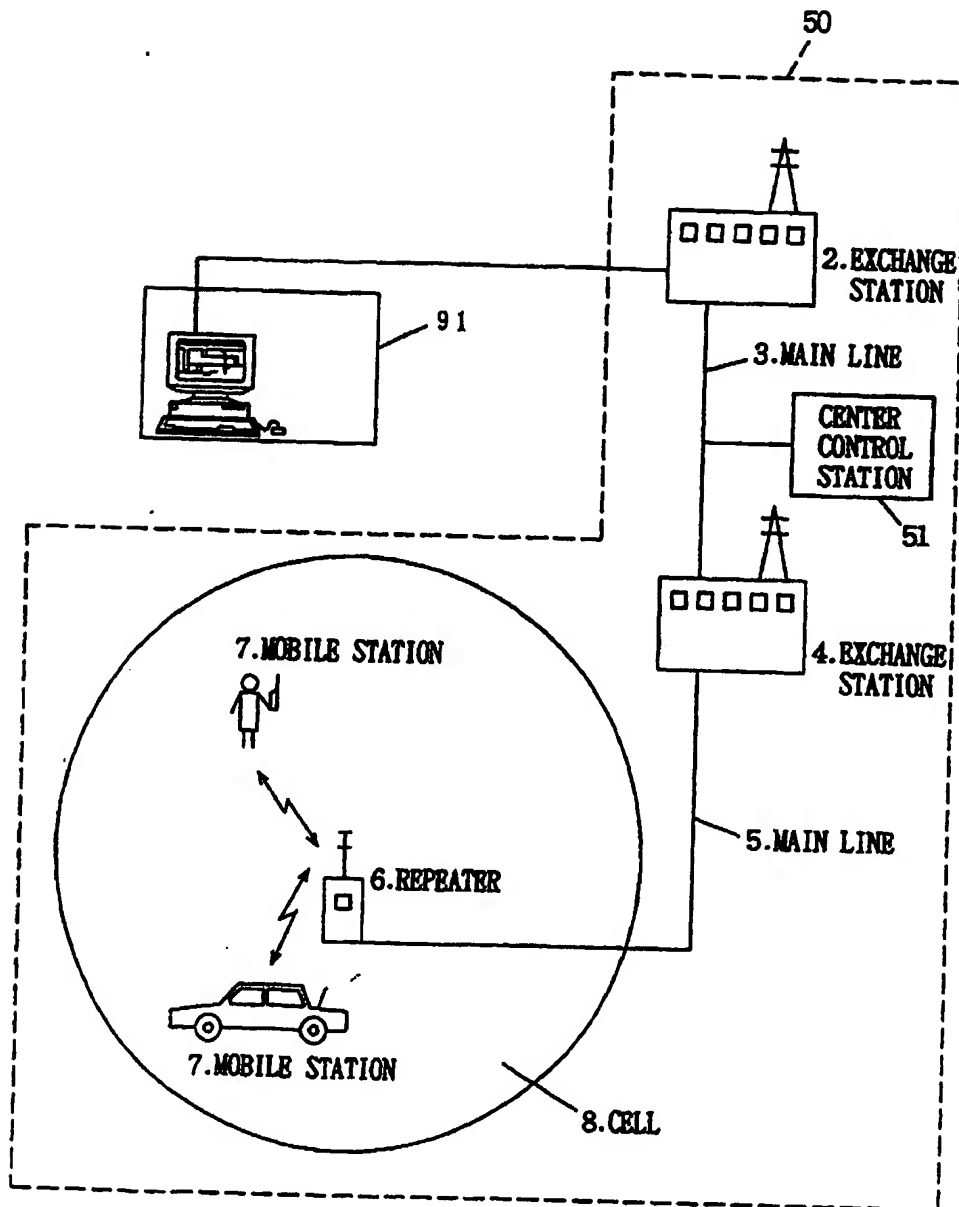 50
2.EXCHANGE
STATION
91
3.MAIN LINE
CENTER
CONTROL
STATION
51
7.MOBILE STATION
4.EXCHANGE
STATION
5.MAIN LINE
6.REPEATER
7.MOBILE STATION
8.CELL